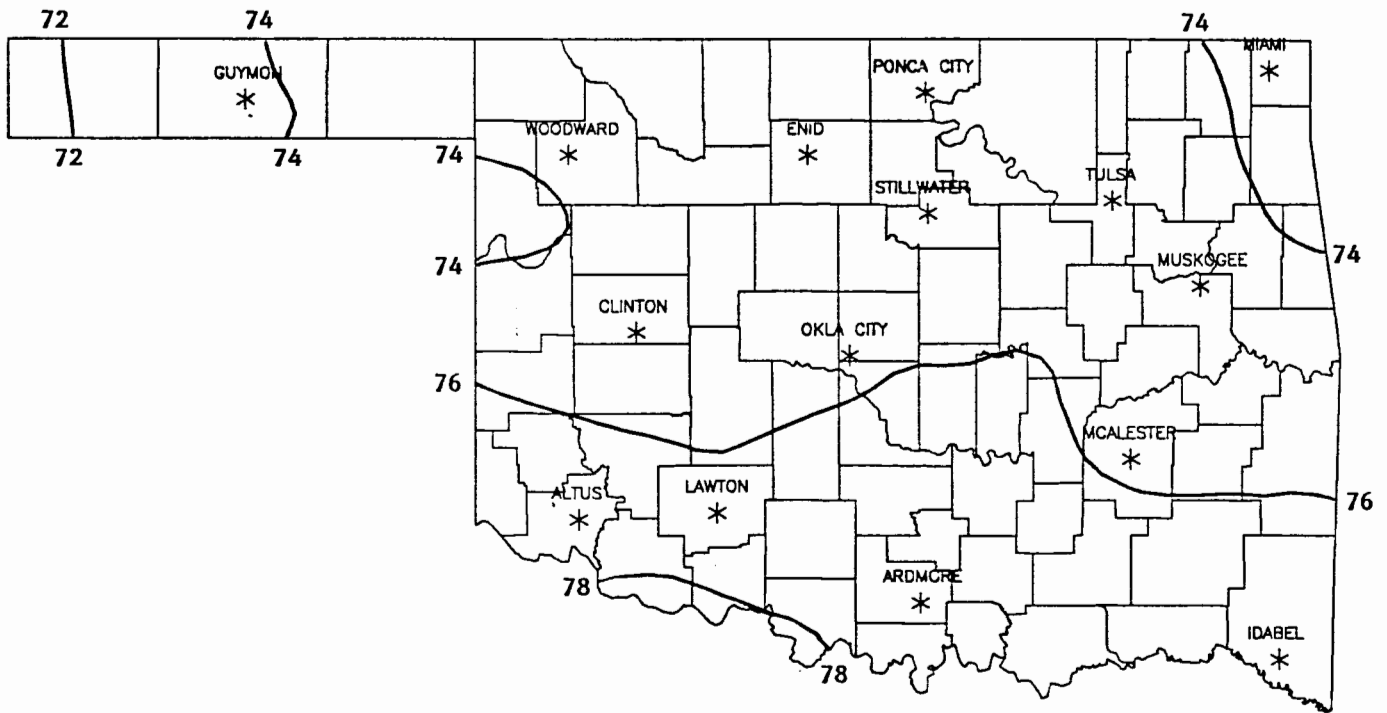 72
74
74
MIAMI
GUYMON
PONCA CITY
WOODWARD
ENID
72
74
74
TULSA
STILLWATER
74
74
MUSKOGEE
CLINTON
OKLA CITY
76
MCALESTER
ALTUS
LAWTON
76
78
ARDMORE
IDABEL
78